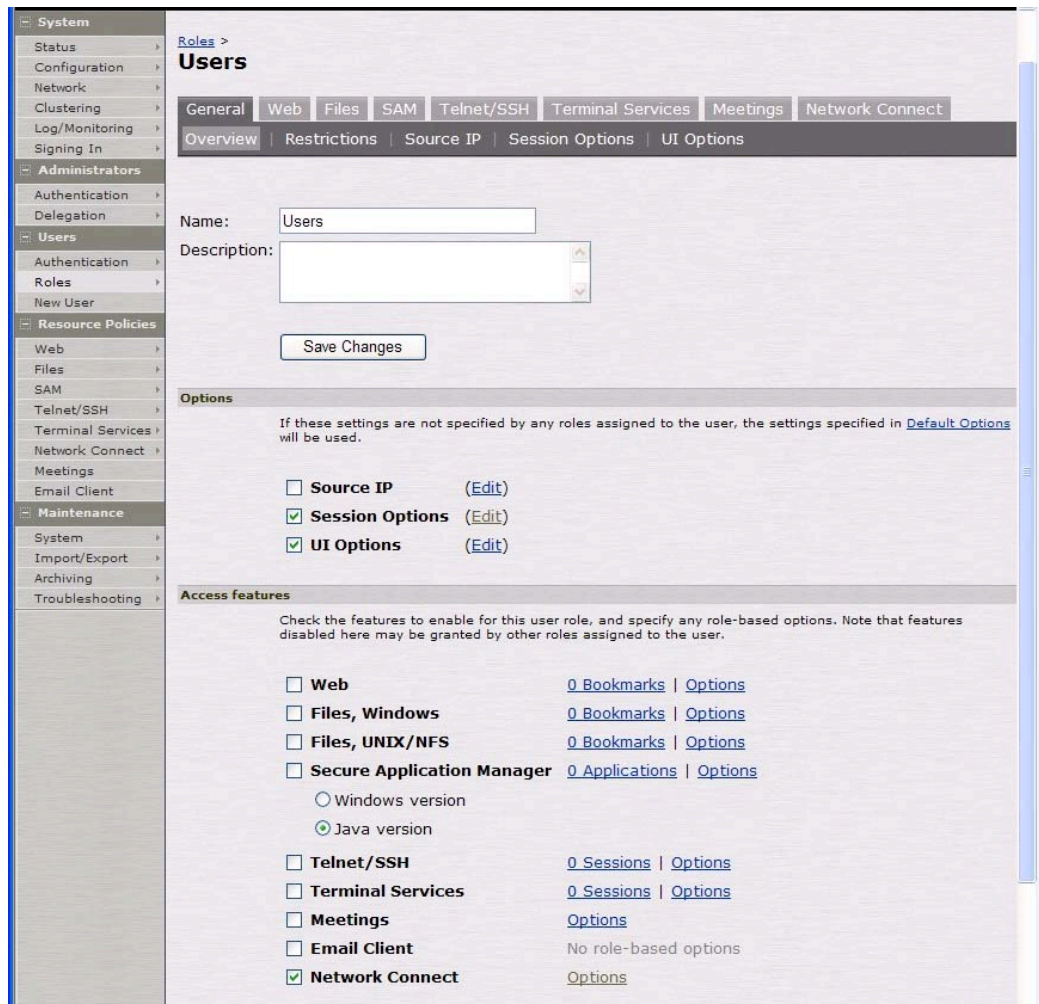 System
Status
Configuration
Network
Clustering
Log/Monitoring
Signing In
Administrators
Authentication
Delegation
Users
Authentication
Roles
New User
Resource Policies
Web
Files
SAM
Telnet/SSH
Terminal Services
Network Connect
Meetings
Email Client
Maintenance
System
Import/Export
Archiving
Troubleshooting
Roles >
Users
General Web Files SAM Telnet/SSH Terminal Services Meetings Network Connect
Overview | Restrictions | Source IP | Session Options | UI Options
Name: Users
Description:
Save Changes
Options
If these settings are not specified by any roles assigned to the user, the settings specified in Default Options
will be used.
Source IP (Edit)
Session Options (Edit)
UI Options (Edit)
Access features
Check the features to enable for this user role, and specify any role-based options. Note that features
disabled here may be granted by other roles assigned to the user.
Web 0 Bookmarks | Options
Files, Windows 0 Bookmarks | Options
Files, UNIX/NFS 0 Bookmarks | Options
Secure Application Manager 0 Applications | Options
Windows version
Java version
Telnet/SSH 0 Sessions | Options
Terminal Services 0 Sessions | Options
Meetings Options
Email Client No role-based options
Network Connect Options